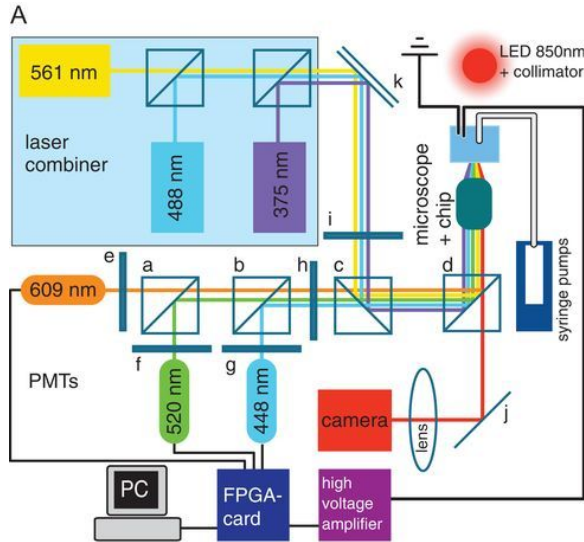 A
561 nm
laser
combiner
488 nm
375 nm
k
LED 850nm
+ collimator
microscope
+ chip
syringe pumps
i
e
a
b
h
c
d
609 nm
f
g
PMTs
520 nm
448 nm
camera
lens
j
PC
FPGA-
card
high
voltage
amplifier